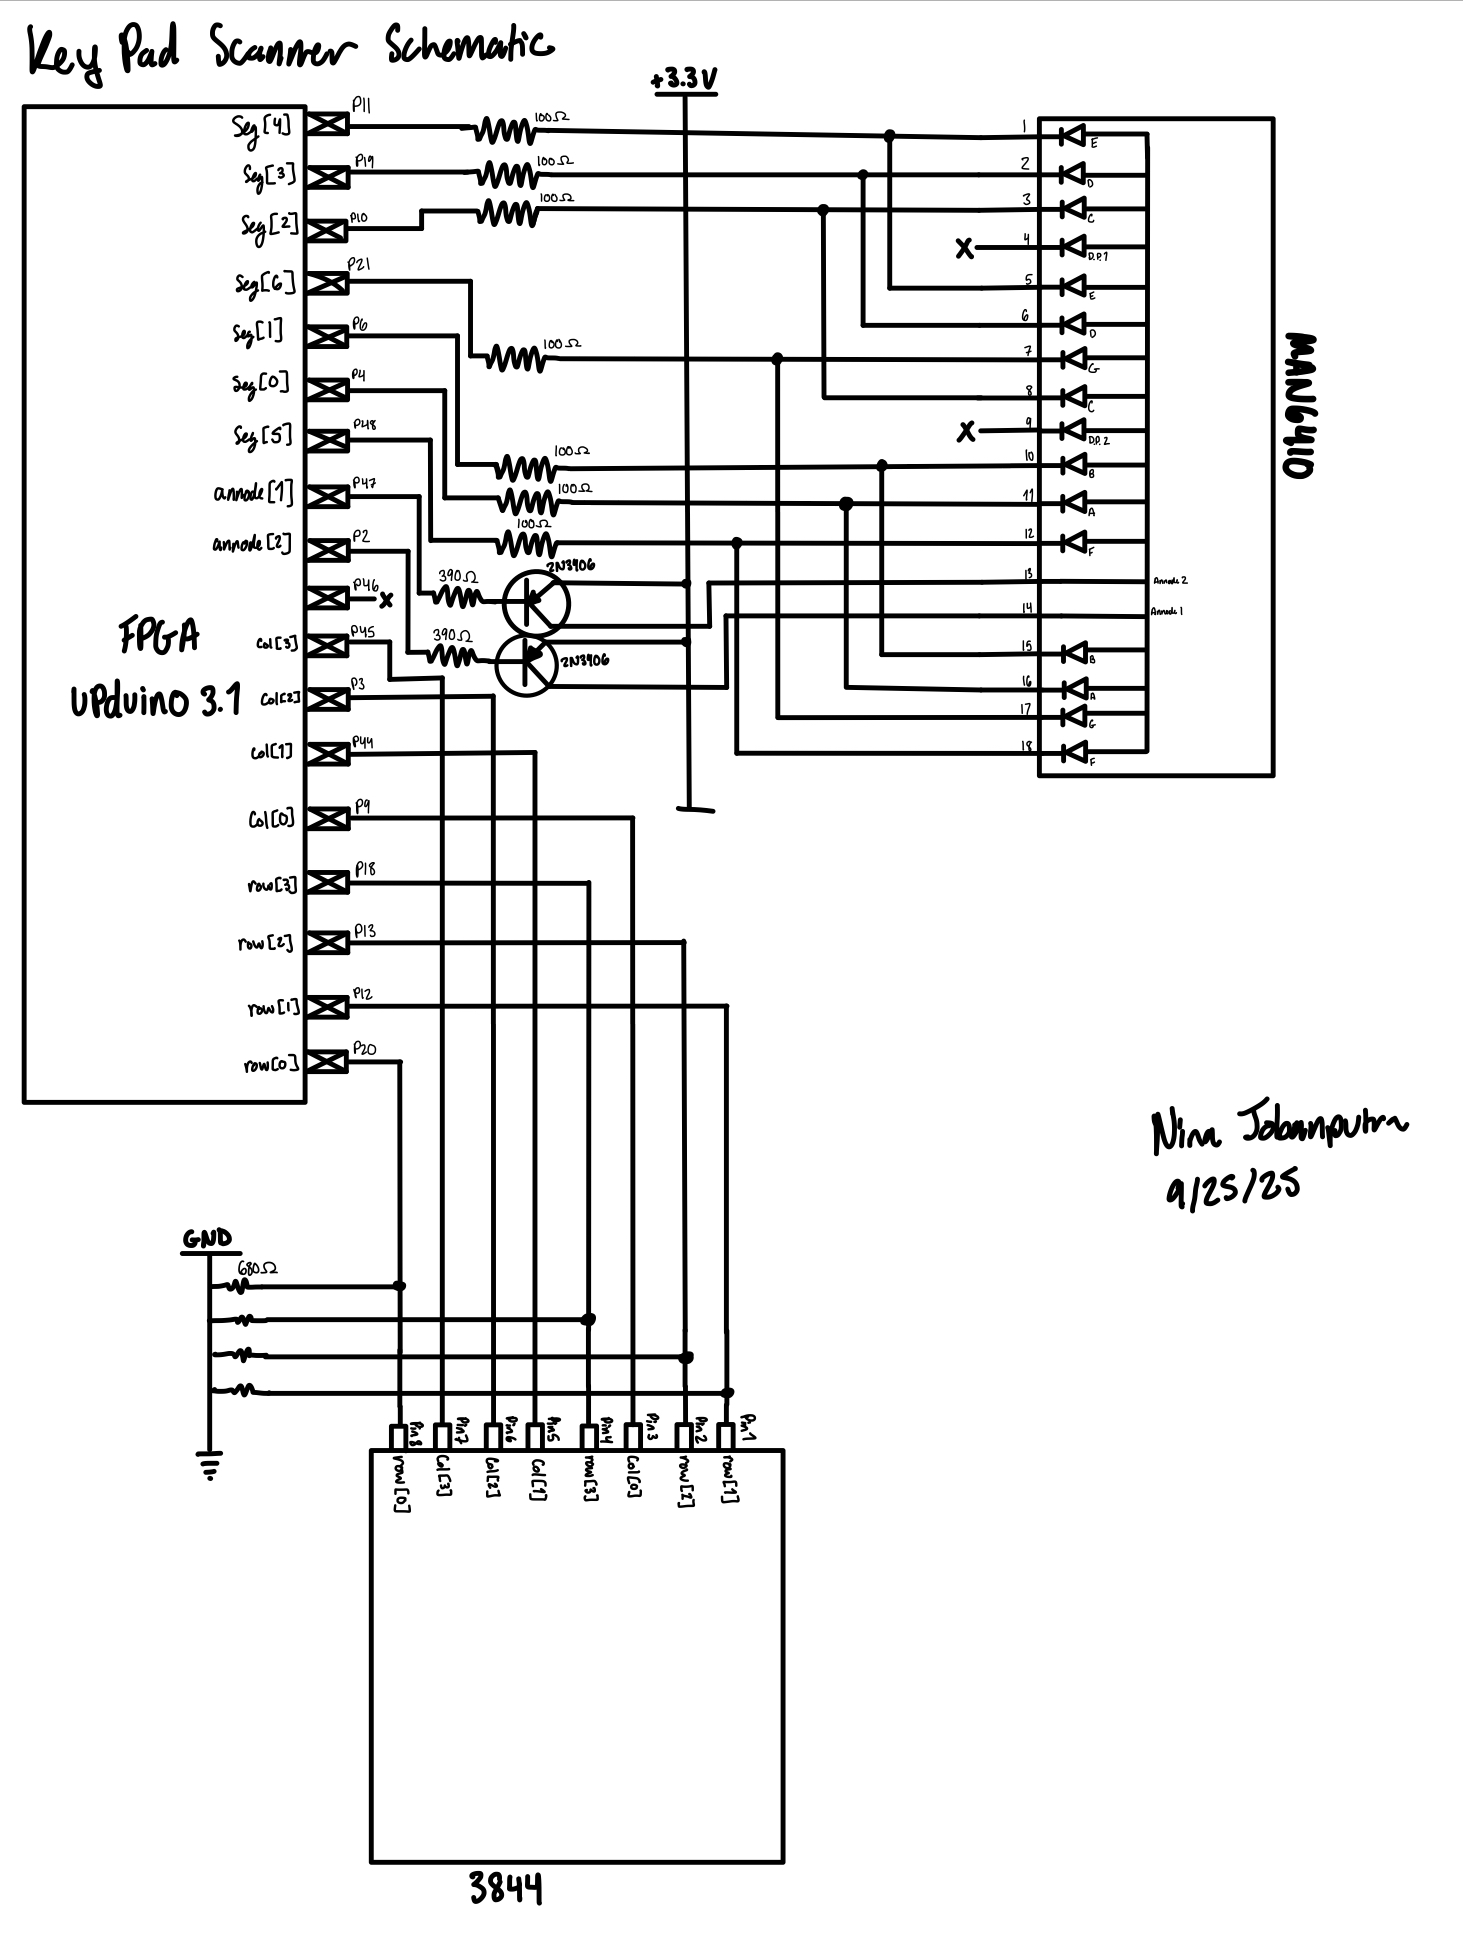 Key Pad Scanner Schematic
+3.3V
FPGA
UPduino 3.1
Seg[4] P11 100Ω
Seg[3] P19 100Ω
Seg[2] P10 100Ω
Seg[6] P21 100Ω
Seg[1] P6 100Ω
Seg[0] P4 100Ω
Seg[5] P48 100Ω
annode[1] P47 390Ω 2N3906
annode[2] P2 390Ω 2N3906
P46 X
Col[3] P45
Col[2] P3
Col[1] P44
Col[0] P9
row[3] P18
row[2] P13
row[1] P12
row[0] P20
1 E
2 D
3 C
X 4 D.P.1
5 E
6 D
7 G
8 C
X 9 D.P.2
10 B
11 A
12 F
13 Annode 2
14 Annode 1
15 B
16 A
17 G
18 F
MAN6410
Nina Jobanputra
9/25/25
GND
680Ω
Pin8 Pin7 Pin6 Pin5 Pin4 Pin3 Pin2 Pin1
row[0] Col[3] Col[2] Col[1] row[3] Col[0] row[2] row[1]
3844